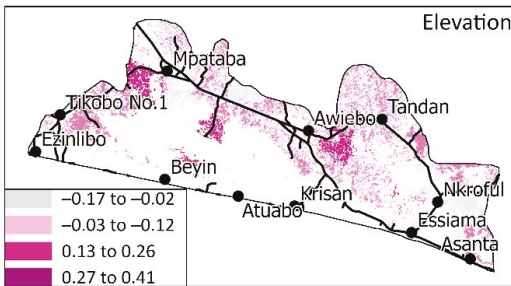 Elevation
Mpataba
Tikobo No.1
Tandan
Awiebo
Ezinlibo
Beyin
Nkroful
Krisan
Atuabo
Essiama
Asanta
−0.17 to −0.02
−0.03 to −0.12
0.13 to 0.26
0.27 to 0.41